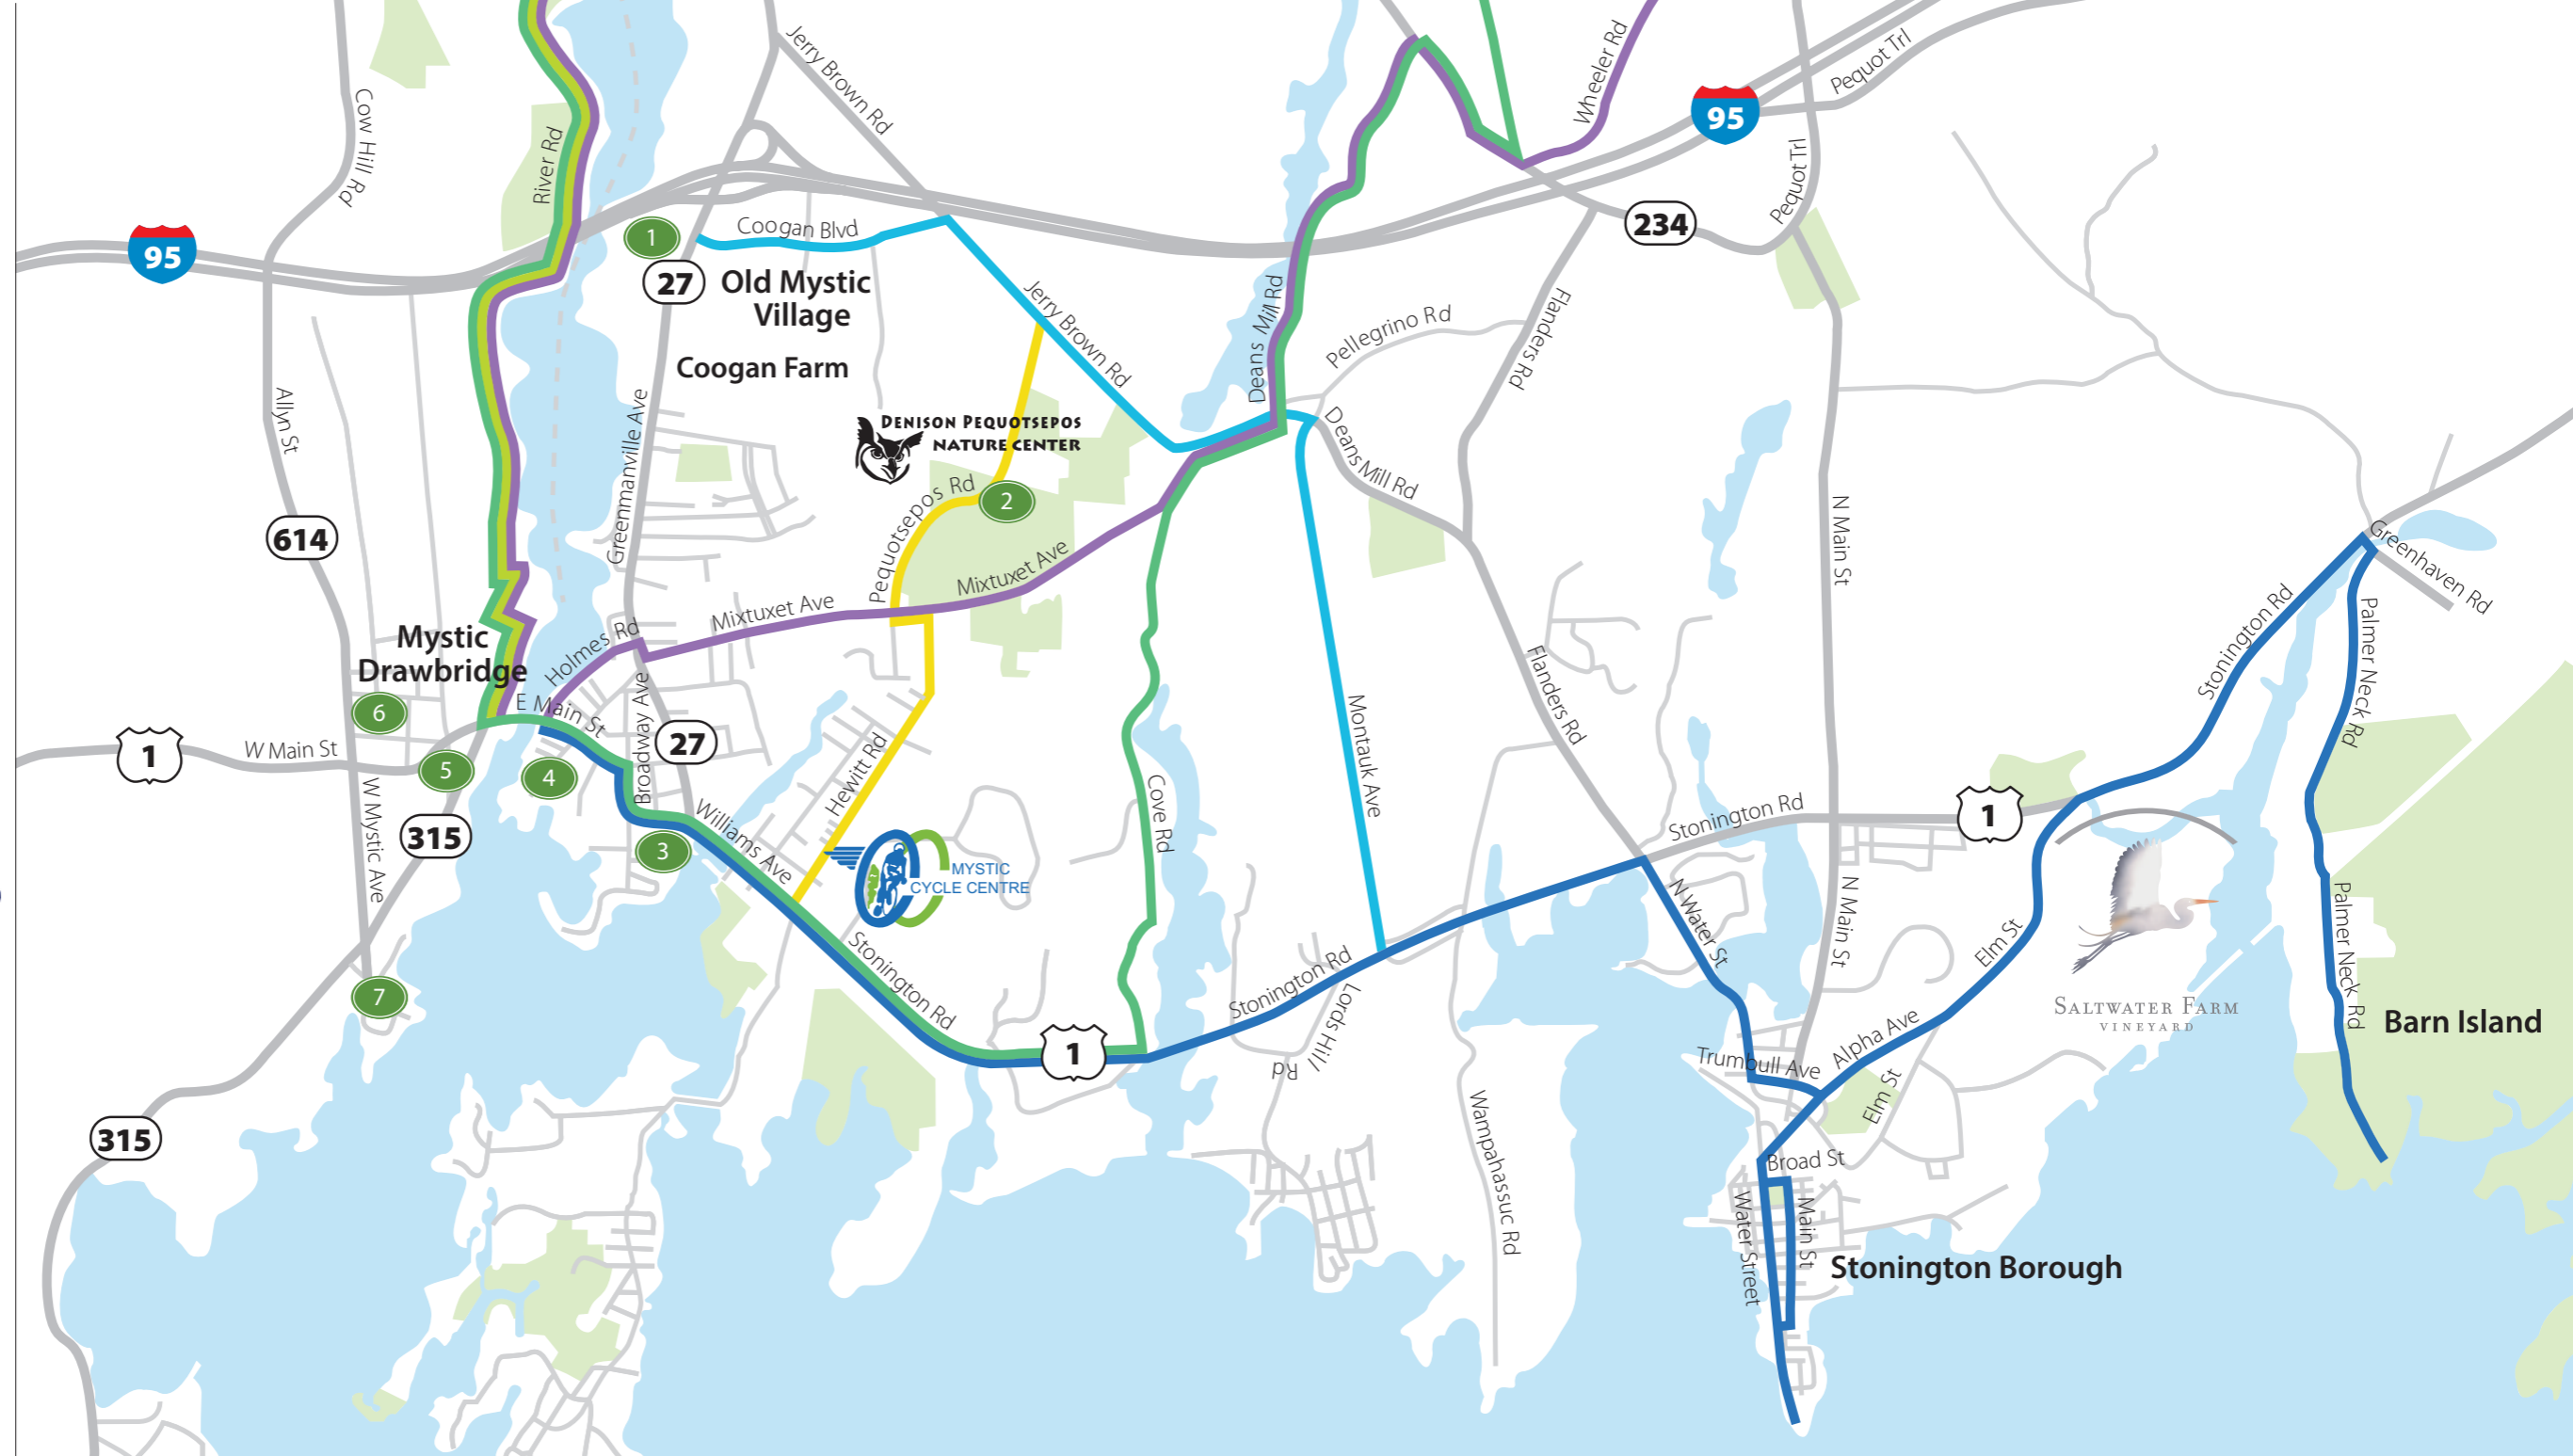 Jerry Brown Rd
Wheeler Rd
Pequot Trl
Cow Hill Rd
95
River Rd
Pequot Trl
1
Coogan Blvd
234
95
27
Old Mystic
Village
Deans Mill Rd
Jerry Brown Rd
Flanders Rd
Pellegrino Rd
Coogan Farm
Allyn St
Greenmanville Ave
DENISON PEQUOTSEPOS
NATURE CENTER
Deans Mill Rd
Pequotsepos Rd
2
N Main St
614
Greenhaven Rd
Mixtuxet Ave
Mixtuxet Ave
Stonington Rd
Palmer Neck Rd
Mystic
Drawbridge
Holmes Rd
Flanders Rd
6
E Main St
Broadway Ave
27
Montauk Ave
1
W Main St
5
4
Hewitt Rd
Cove Rd
W Mystic Ave
315
Williams Ave
Stonington Rd
1
3
MYSTIC
CYCLE CENTRE
N Water St
N Main St
Elm St
Palmer Neck Rd
Stonington Rd
Stonington Rd
7
Lords Hill
Rd
SALTWATER FARM
VINEYARD
Barn Island
1
Alpha Ave
Trumbull Ave
Elm St
315
Wampahassuc Rd
Broad St
Water Street
Main St
Stonington Borough